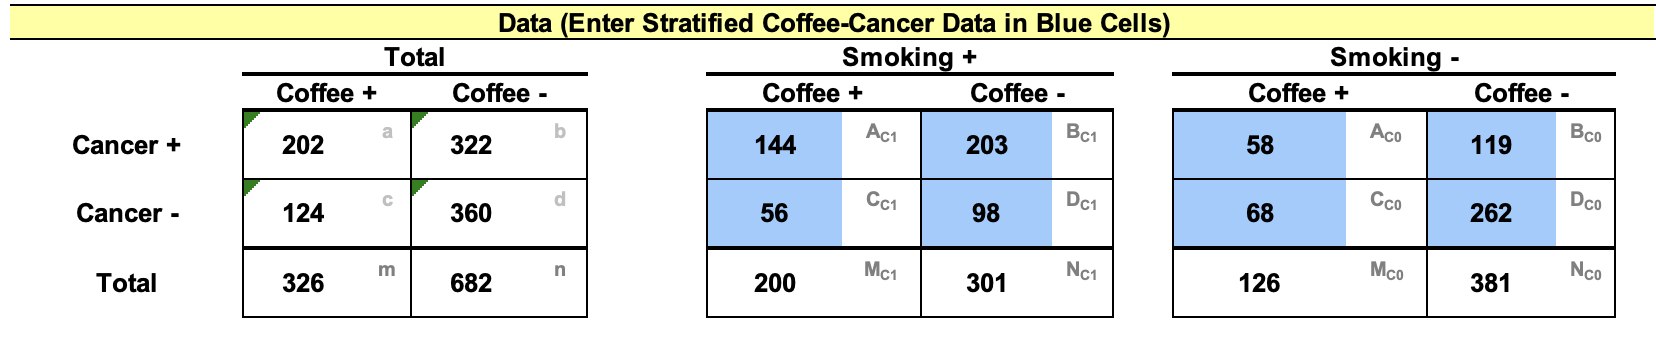 Data (Enter Stratified Coffee-Cancer Data in Blue Cells)
Total Smoking + Smoking -
Coffee + Coffee - Coffee + Coffee - Coffee + Coffee -
Cancer + 202 a 322 b 144 AC1 203 BC1 58 AC0 119 BC0
Cancer - 124 c 360 d 56 CC1 98 DC1 68 CC0 262 DC0
Total 326 m 682 n 200 MC1 301 NC1 126 MC0 381 NC0